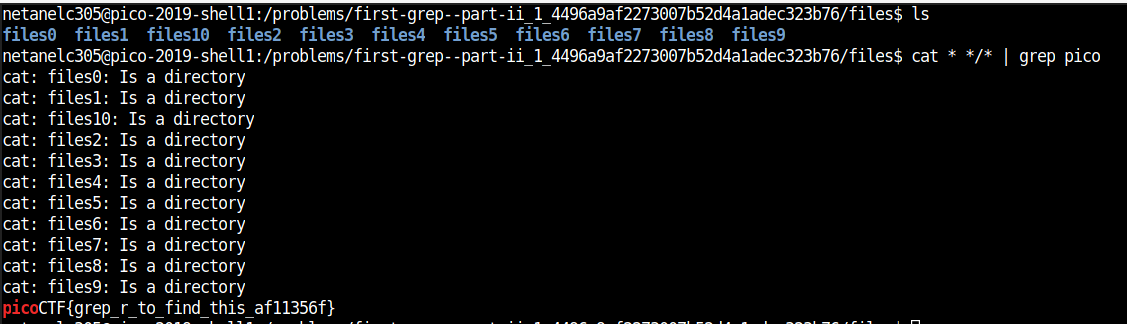 netanelc305@pico-2019-shell1:/problems/first-grep--part-ii_1_4496a9af2273007b52d4a1adec323b76/files$ ls
files0 files1 files10 files2 files3 files4 files5 files6 files7 files8 files9
netanelc305@pico-2019-shell1:/problems/first-grep--part-ii_1_4496a9af2273007b52d4a1adec323b76/files$ cat * */* | grep pico
cat: files0: Is a directory
cat: files1: Is a directory
cat: files10: Is a directory
cat: files2: Is a directory
cat: files3: Is a directory
cat: files4: Is a directory
cat: files5: Is a directory
cat: files6: Is a directory
cat: files7: Is a directory
cat: files8: Is a directory
cat: files9: Is a directory
picoCTF{grep_r_to_find_this_af11356f}